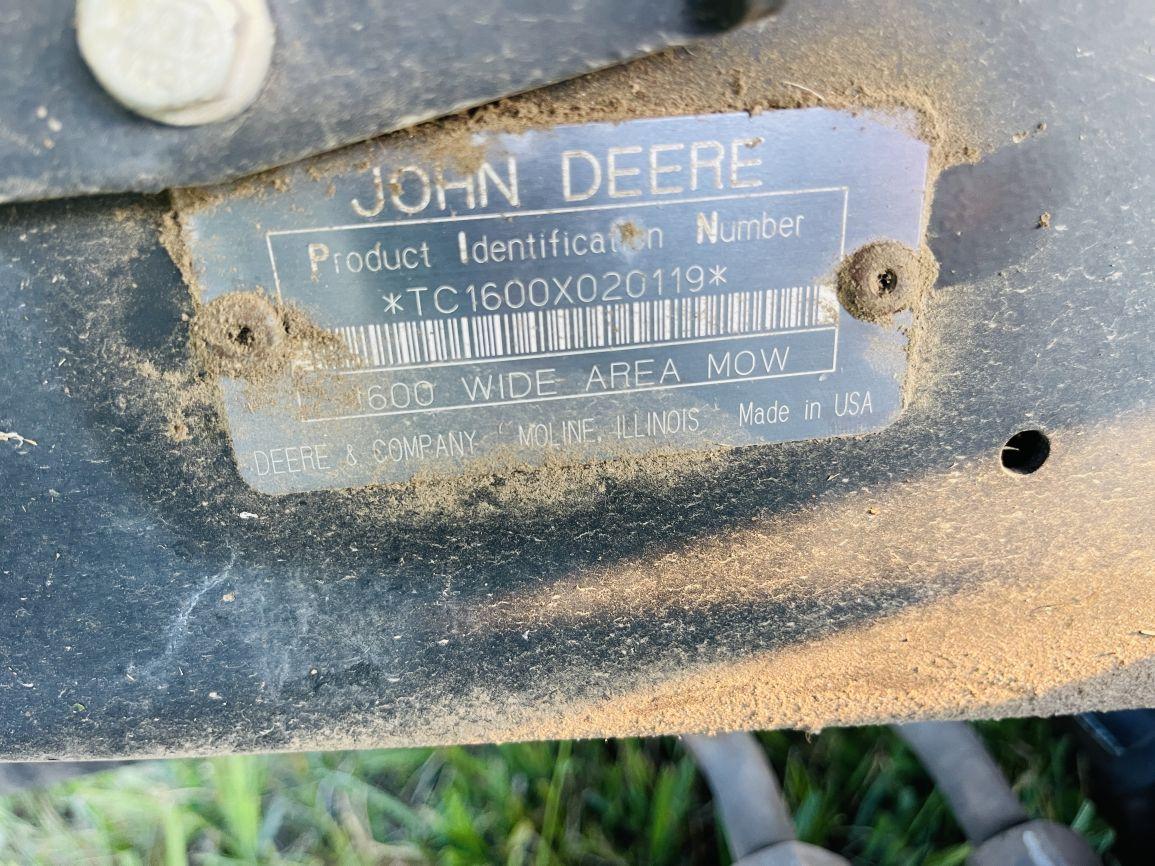 JOHN DEERE
Product Identification Number
*TC1600X020119*
1600 WIDE AREA MOW
DEERE & COMPANY MOLINE, ILLINOIS Made in USA